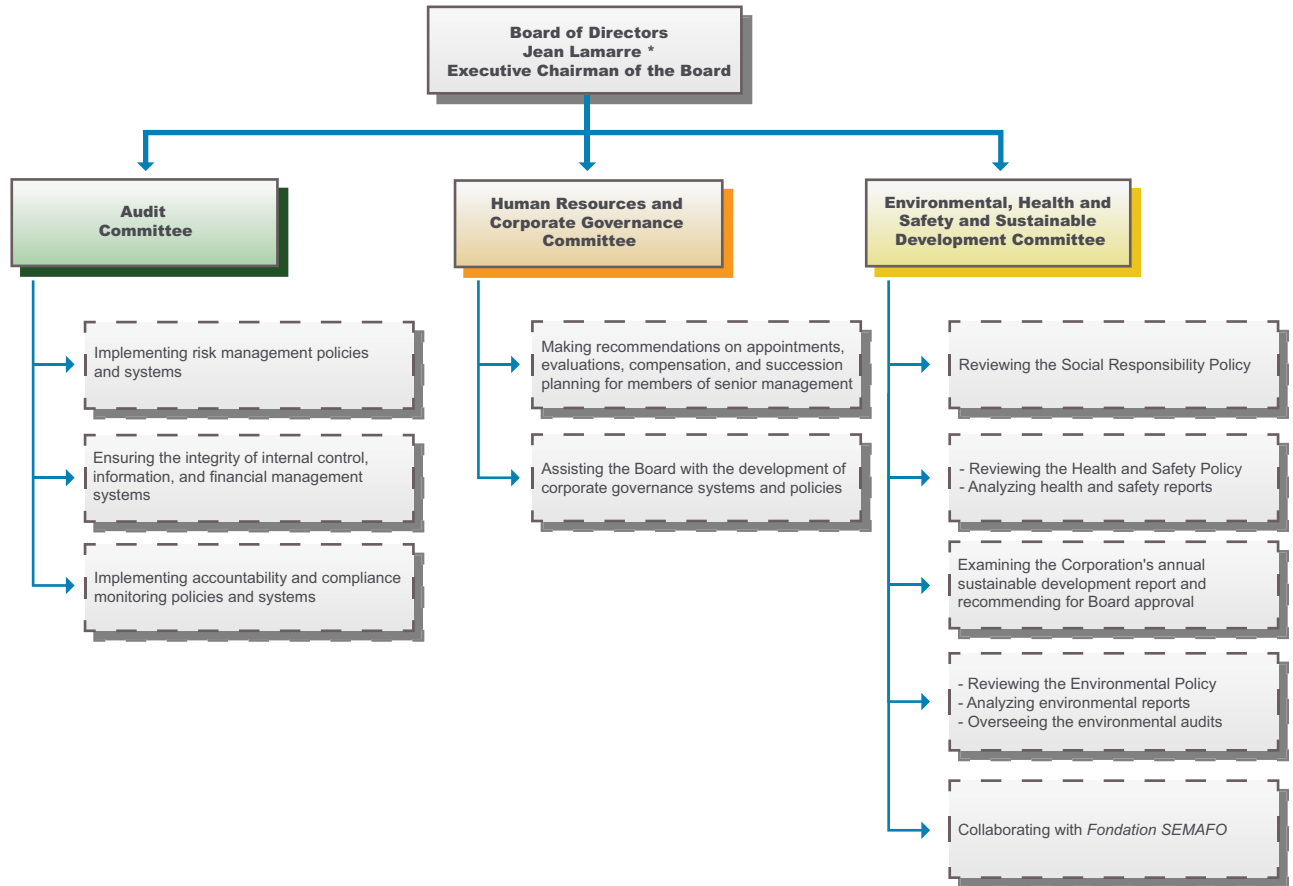 Board of Directors
Jean Lamarre *
Executive Chairman of the Board
Audit
Committee
Human Resources and
Corporate Governance
Committee
Environmental, Health and
Safety and Sustainable
Development Committee
Implementing risk management policies
and systems
Ensuring the integrity of internal control,
information, and financial management
systems
Implementing accountability and compliance
monitoring policies and systems
Making recommendations on appointments,
evaluations, compensation, and succession
planning for members of senior management
Assisting the Board with the development of
corporate governance systems and policies
Reviewing the Social Responsibility Policy
- Reviewing the Health and Safety Policy
- Analyzing health and safety reports
Examining the Corporation's annual
sustainable development report and
recommending for Board approval
- Reviewing the Environmental Policy
- Analyzing environmental reports
- Overseeing the environmental audits
Collaborating with Fondation SEMAFO